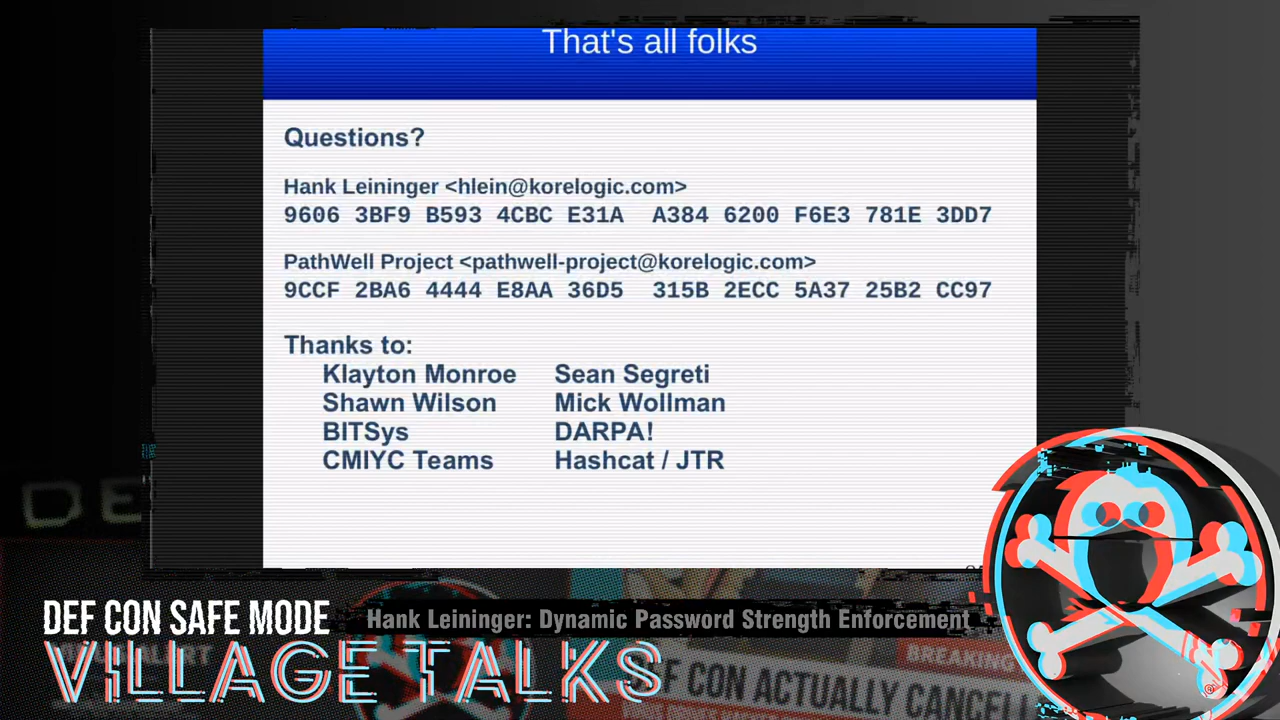 That's all folks
Questions?
Hank Leininger <hlein@korelogic.com>
9606 3BF9 B593 4CBC E31A  A384 6200 F6E3 781E 3DD7
PathWell Project <pathwell-project@korelogic.com>
9CCF 2BA6 4444 E8AA 36D5  315B 2ECC 5A37 25B2 CC97
Thanks to:
Klayton Monroe Sean Segreti
Shawn Wilson Mick Wollman
BITSys DARPA!
CMIYC Teams Hashcat / JTR
DE
DEF CON SAFE MODE
Hank Leininger: Dynamic Password Strength Enforcement
VILLAGE TALKS
BREAKING
DEF CON ACTUALLY CANCELL